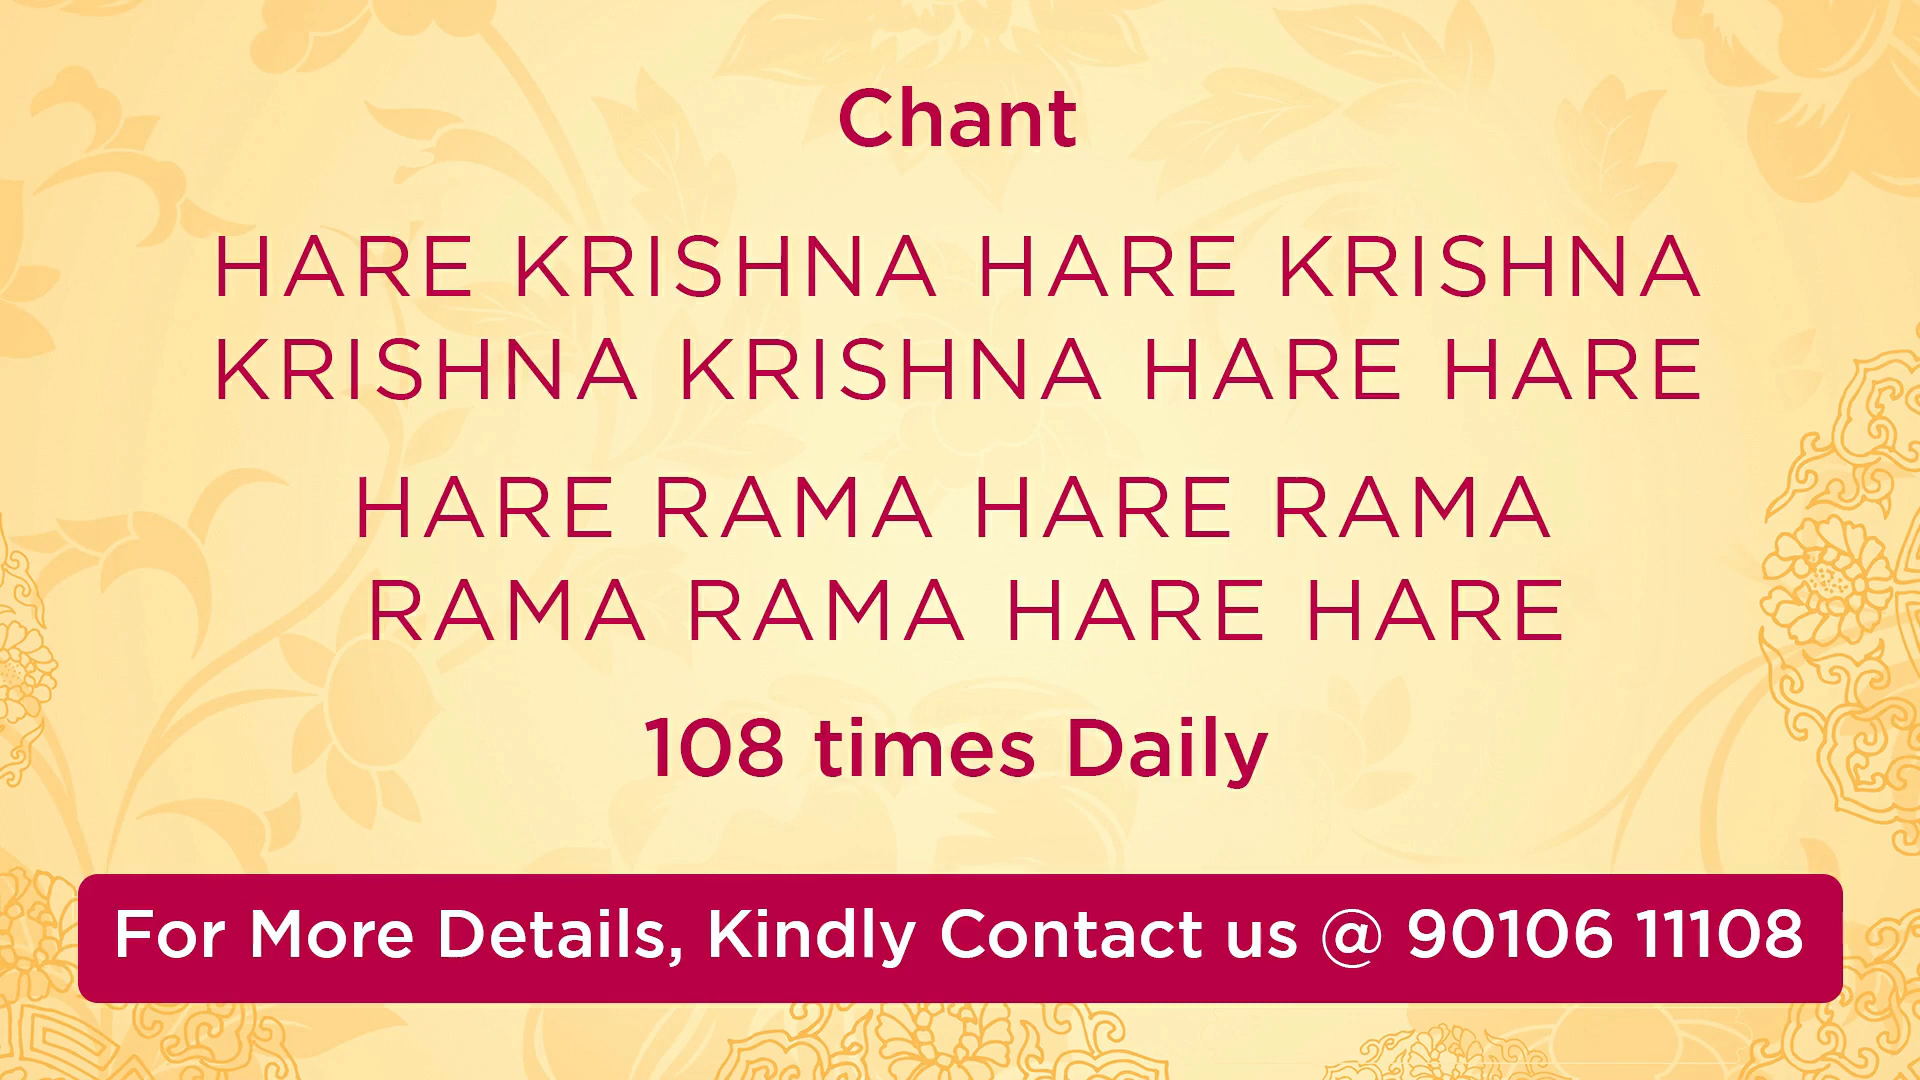 Chant
HARE KRISHNA HARE KRISHNA
KRISHNA KRISHNA HARE HARE
HARE RAMA HARE RAMA
RAMA RAMA HARE HARE
108 times Daily
For More Details, Kindly Contact us @ 90106 11108